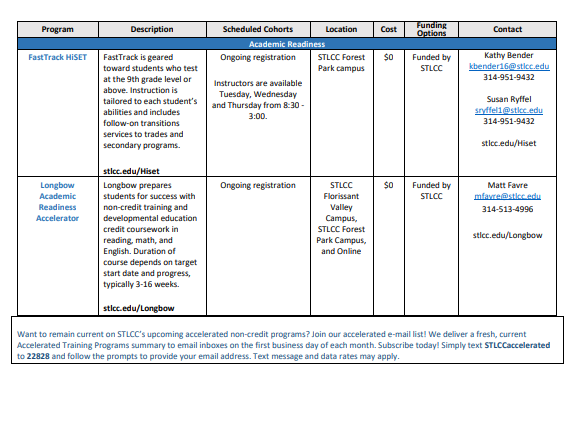 Program Description Scheduled Cohorts Location Cost Funding Options Contact
Academic Readiness
FastTrack HiSET
FastTrack is geared
toward students who test
at the 9th grade level or
above. Instruction is
tailored to each student's
abilities and includes
follow-on transitions
services to trades and
secondary programs.
stlcc.edu/Hiset
Ongoing registration
Instructors are available
Tuesday, Wednesday
and Thursday from 8:30 -
3:00.
STLCC Forest
Park campus
$0
Funded by
STLCC
Kathy Bender
kbender16@stlcc.edu
314-951-9432
Susan Ryffel
sryffel1@stlcc.edu
314-951-9432
stlcc.edu/Hiset
Longbow
Academic
Readiness
Accelerator
Longbow prepares
students for success with
non-credit training and
developmental education
credit coursework in
reading, math, and
English. Duration of
course depends on target
start date and progress,
typically 3-16 weeks.
stlcc.edu/Longbow
Ongoing registration
STLCC
Florissant
Valley
Campus,
STLCC Forest
Park Campus,
and Online
$0
Funded by
STLCC
Matt Favre
mfavre@stlcc.edu
314-513-4996
stlcc.edu/Longbow
Want to remain current on STLCC's upcoming accelerated non-credit programs? Join our accelerated e-mail list! We deliver a fresh, current
Accelerated Training Programs summary to email inboxes on the first business day of each month. Subscribe today! Simply text STLCCaccelerated
to 22828 and follow the prompts to provide your email address. Text message and data rates may apply.